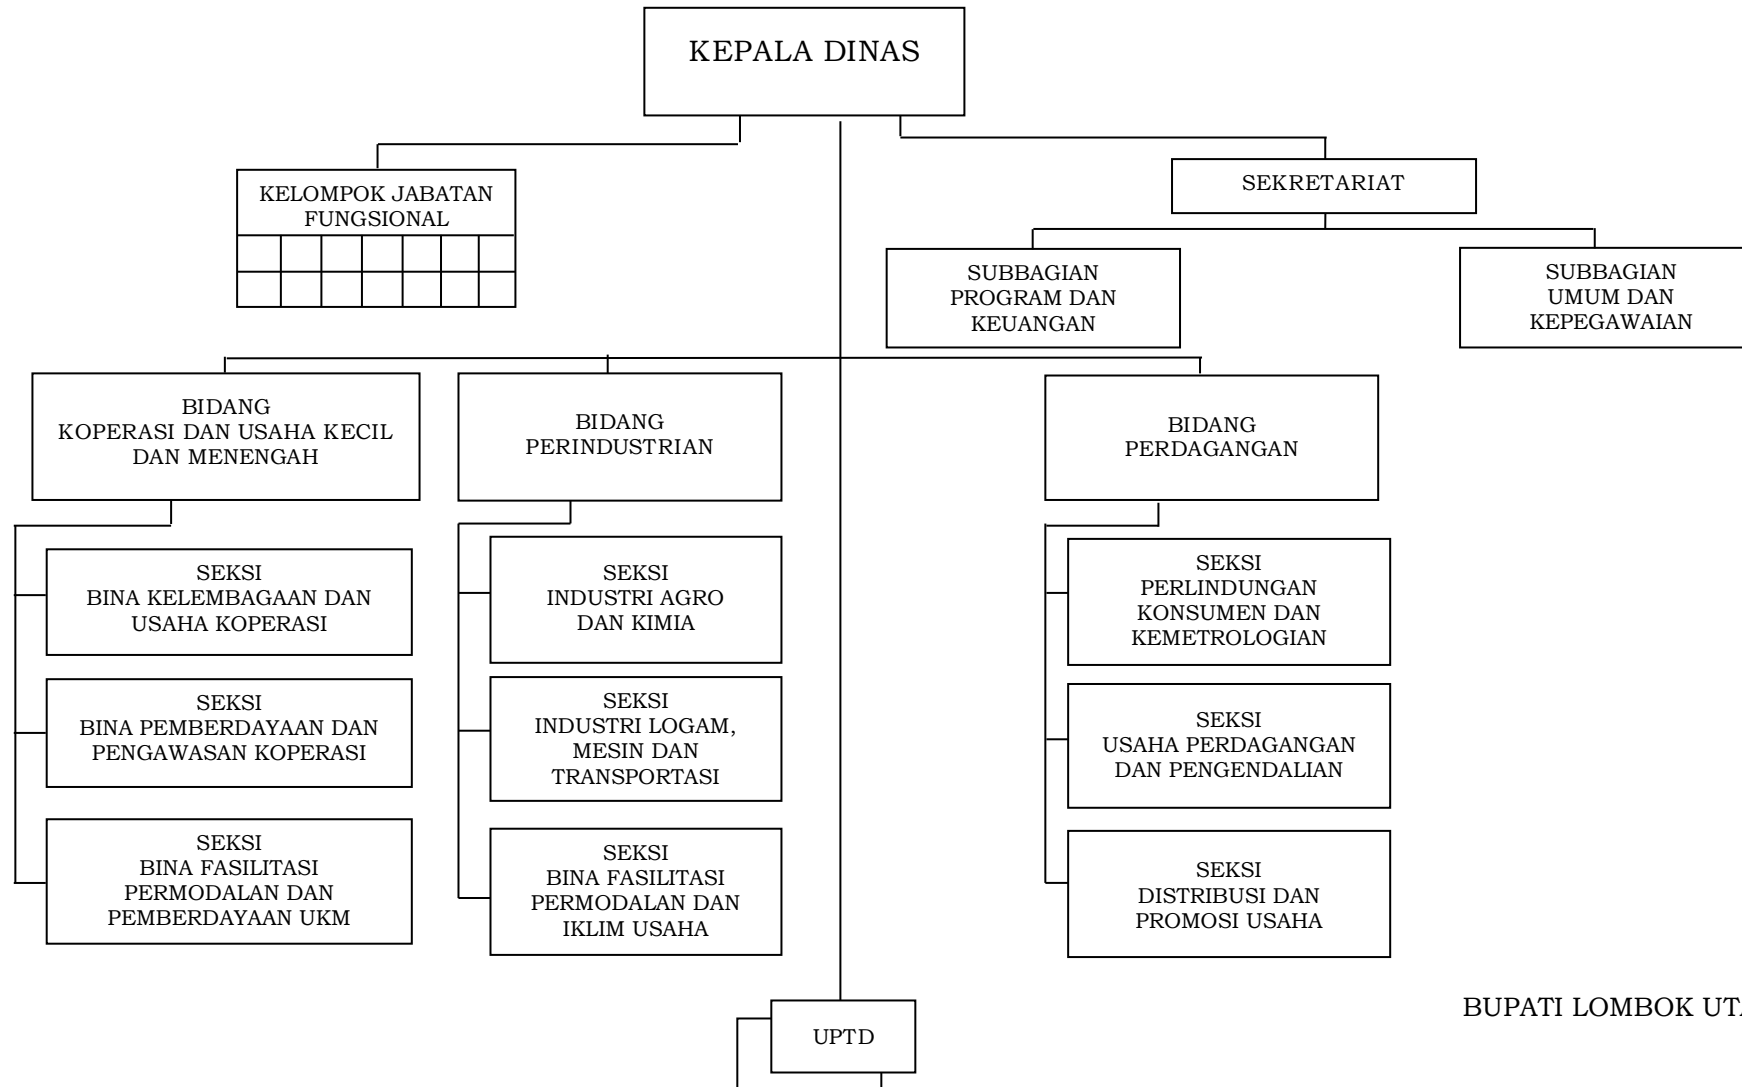 KEPALA DINAS
KELOMPOK JABATAN
FUNGSIONAL
SEKRETARIAT
SUBBAGIAN
PROGRAM DAN
KEUANGAN
SUBBAGIAN
UMUM DAN
KEPEGAWAIAN
BIDANG
KOPERASI DAN USAHA KECIL
DAN MENENGAH
BIDANG
PERINDUSTRIAN
BIDANG
PERDAGANGAN
SEKSI
BINA KELEMBAGAAN DAN
USAHA KOPERASI
SEKSI
BINA PEMBERDAYAAN DAN
PENGAWASAN KOPERASI
SEKSI
BINA FASILITASI
PERMODALAN DAN
PEMBERDAYAAN UKM
SEKSI
INDUSTRI AGRO
DAN KIMIA
SEKSI
INDUSTRI LOGAM,
MESIN DAN
TRANSPORTASI
SEKSI
BINA FASILITASI
PERMODALAN DAN
IKLIM USAHA
SEKSI
PERLINDUNGAN
KONSUMEN DAN
KEMETROLOGIAN
SEKSI
USAHA PERDAGANGAN
DAN PENGENDALIAN
SEKSI
DISTRIBUSI DAN
PROMOSI USAHA
UPTD
BUPATI LOMBOK